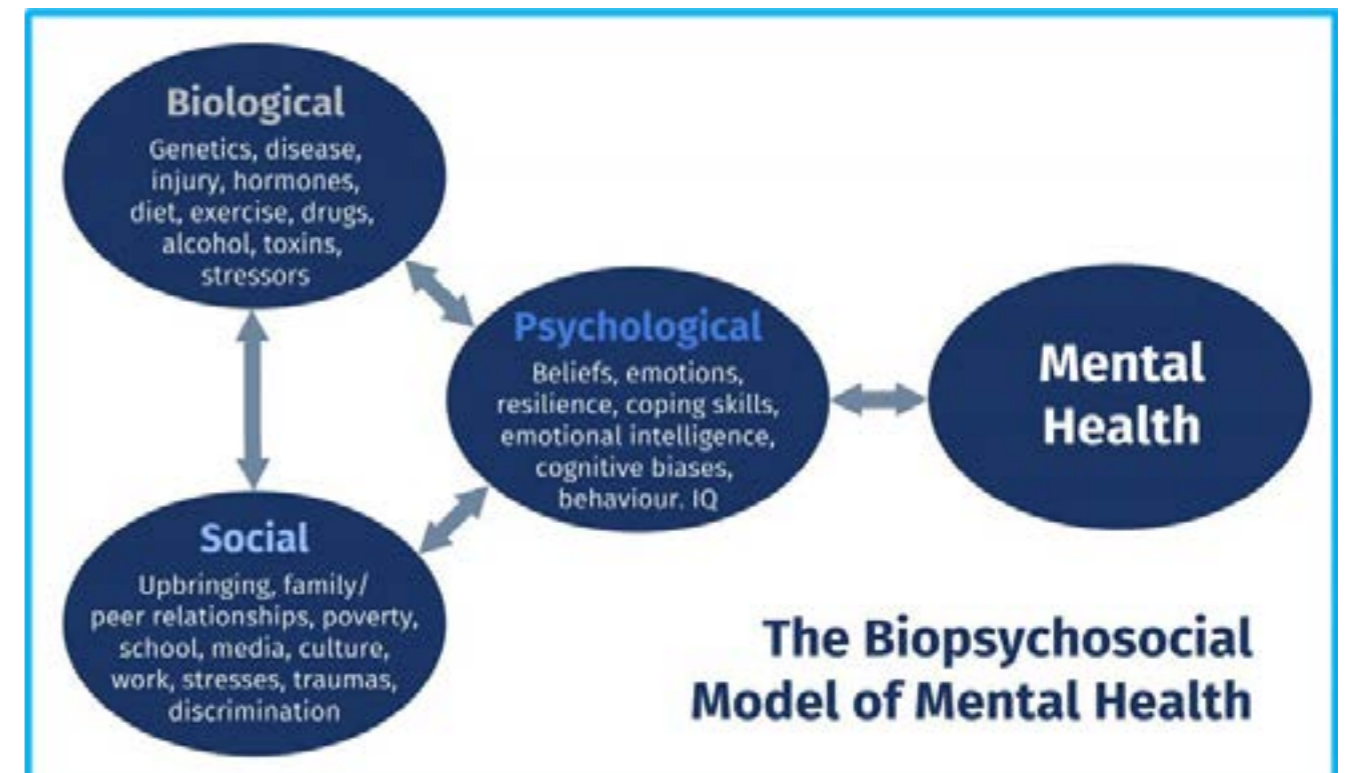 Biological
Genetics, disease,
injury, hormones,
diet, exercise, drugs,
alcohol, toxins,
stressors
Psychological
Beliefs, emotions,
resilience, coping skills,
emotional intelligence,
cognitive biases,
behaviour. IQ
Mental
Health
Social
Upbringing, family/
peer relationships, poverty,
school, media, culture,
work, stresses, traumas,
discrimination
The Biopsychosocial
Model of Mental Health